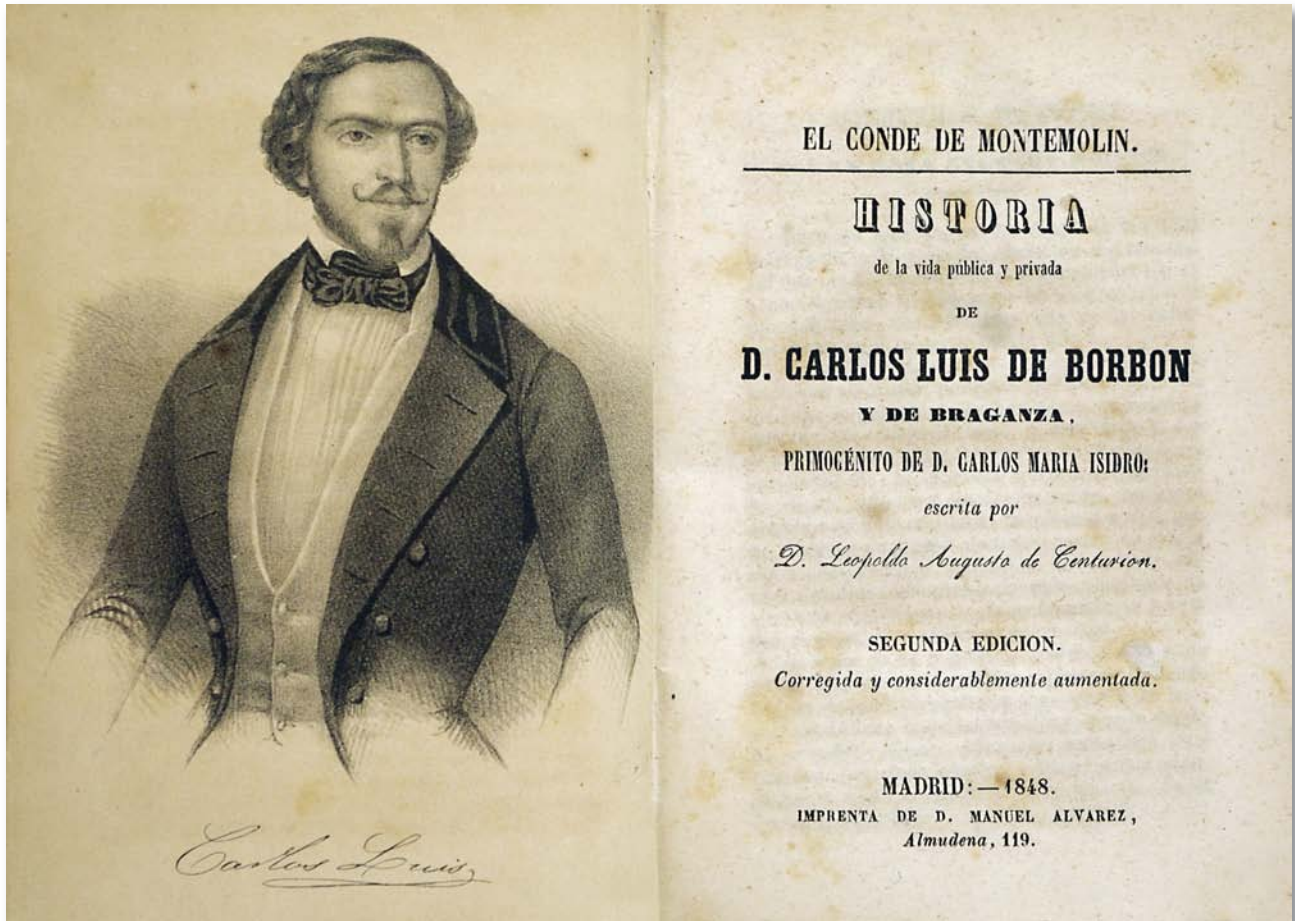 Carlos Luis
EL CONDE DE MONTEMOLIN.
HISTORIA
de la vida pública y privada
DE
D. CARLOS LUIS DE BORBON
Y DE BRAGANZA,
PRIMOGÉNITO DE D. CARLOS MARIA ISIDRO:
escrita por
D. Leopoldo Augusto de Centurion.
SEGUNDA EDICION.
Corregida y considerablemente aumentada.
MADRID:—1848.
IMPRENTA DE D. MANUEL ALVAREZ,
Almudena, 119.